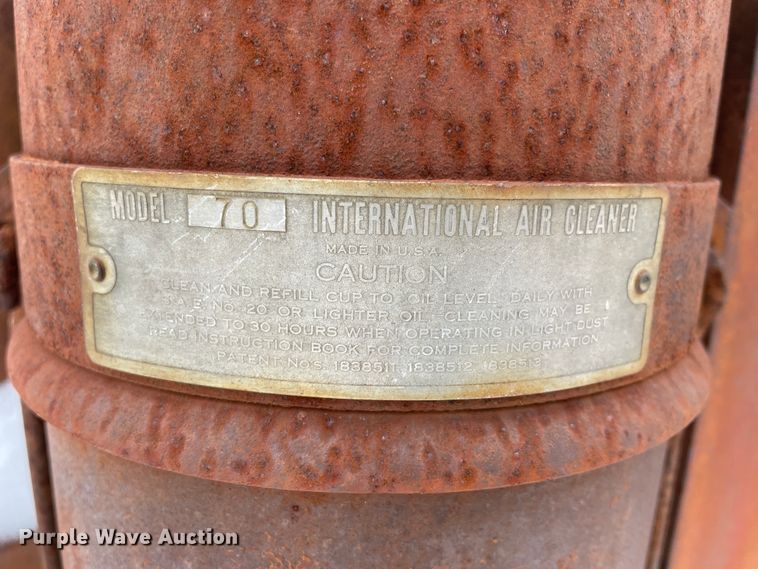 MODEL 70 INTERNATIONAL AIR CLEANER
MADE IN U.S.A.
CAUTION
CLEAN AND REFILL CUP TO "OIL LEVEL" DAILY WITH
S.A.E. No. 20 OR LIGHTER OIL. CLEANING MAY BE
EXTENDED TO 30 HOURS WHEN OPERATING IN LIGHT DUST
READ INSTRUCTION BOOK FOR COMPLETE INFORMATION
PATENT NO'S. 1838511, 1838512, 1838512
Purple Wave Auction